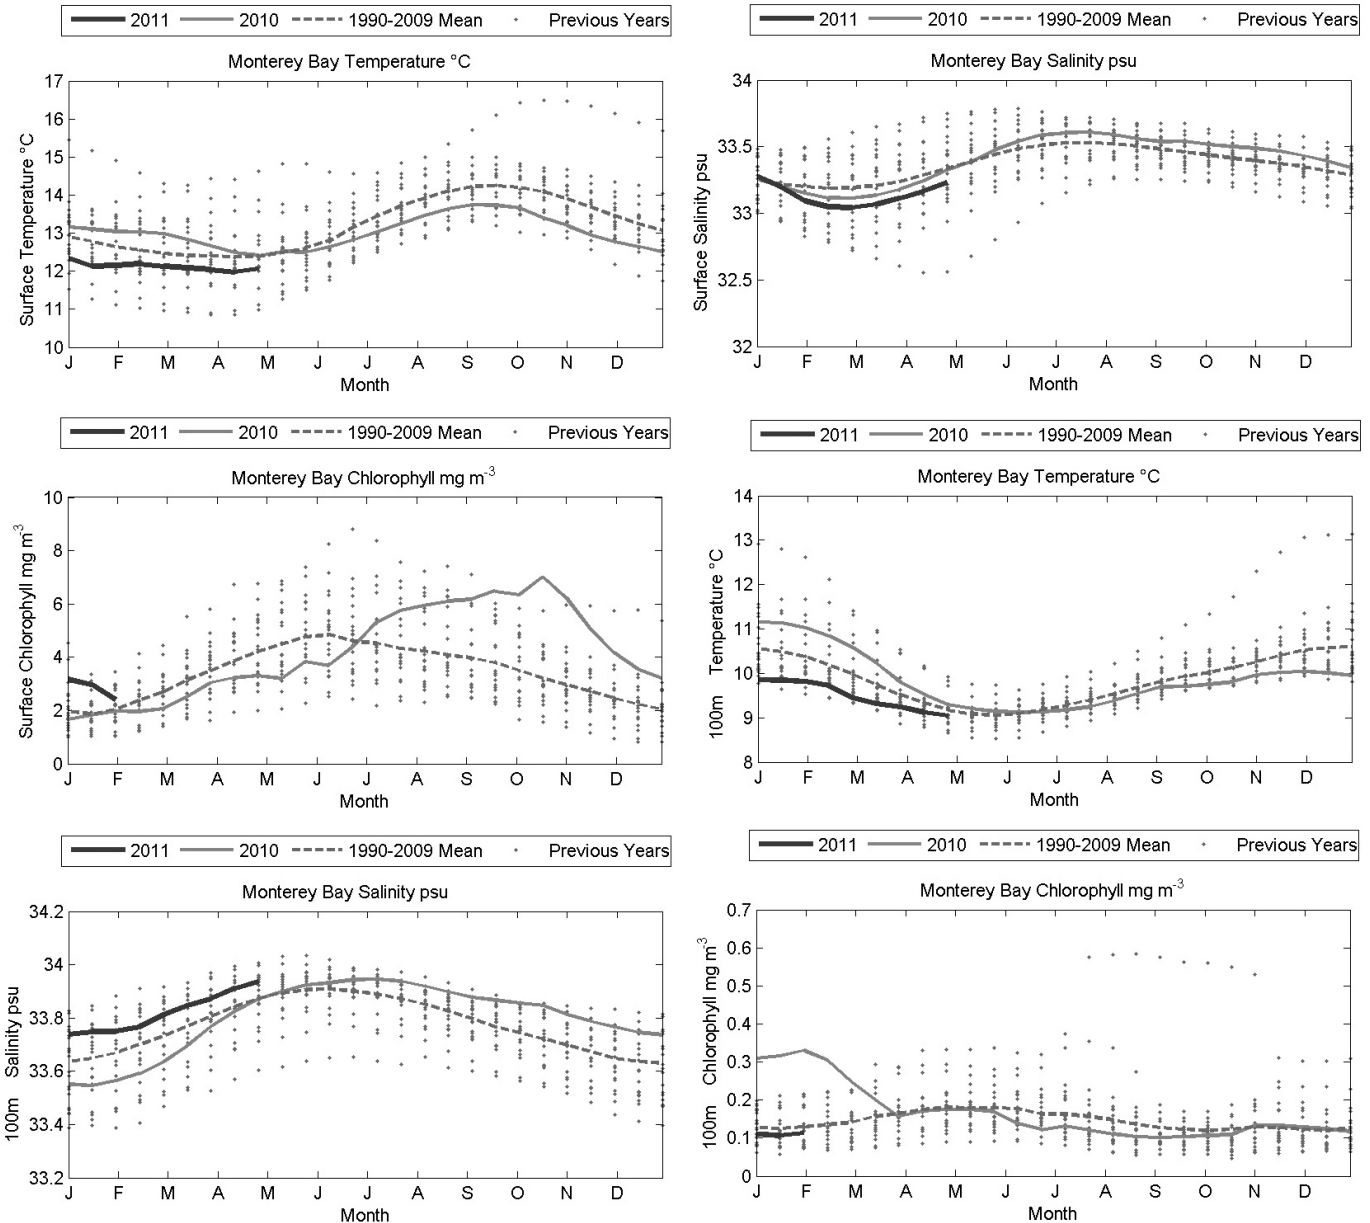 2011 2010 1990-2009 Mean Previous Years
Monterey Bay Temperature °C
17
16
15
14
13
12
11
10
Surface Temperature °C
J F M A M J J A S O N D
Month
2011 2010 1990-2009 Mean Previous Years
Monterey Bay Salinity psu
34
33.5
33
32.5
32
Surface Salinity psu
J F M A M J J A S O N D
Month
2011 2010 1990-2009 Mean Previous Years
Monterey Bay Chlorophyll mg m-3
10
8
6
4
2
0
Surface Chlorophyll mg m-3
J F M A M J J A S O N D
Month
2011 2010 1990-2009 Mean Previous Years
Monterey Bay Temperature °C
14
13
12
11
10
9
8
100m Temperature °C
J F M A M J J A S O N D
Month
2011 2010 1990-2009 Mean Previous Years
Monterey Bay Salinity psu
34.2
34
33.8
33.6
33.4
33.2
100m Salinity psu
J F M A M J J A S O N D
Month
2011 2010 1990-2009 Mean Previous Years
Monterey Bay Chlorophyll mg m-3
0.7
0.6
0.5
0.4
0.3
0.2
0.1
0
100m Chlorophyll mg m-3
J F M A M J J A S O N D
Month